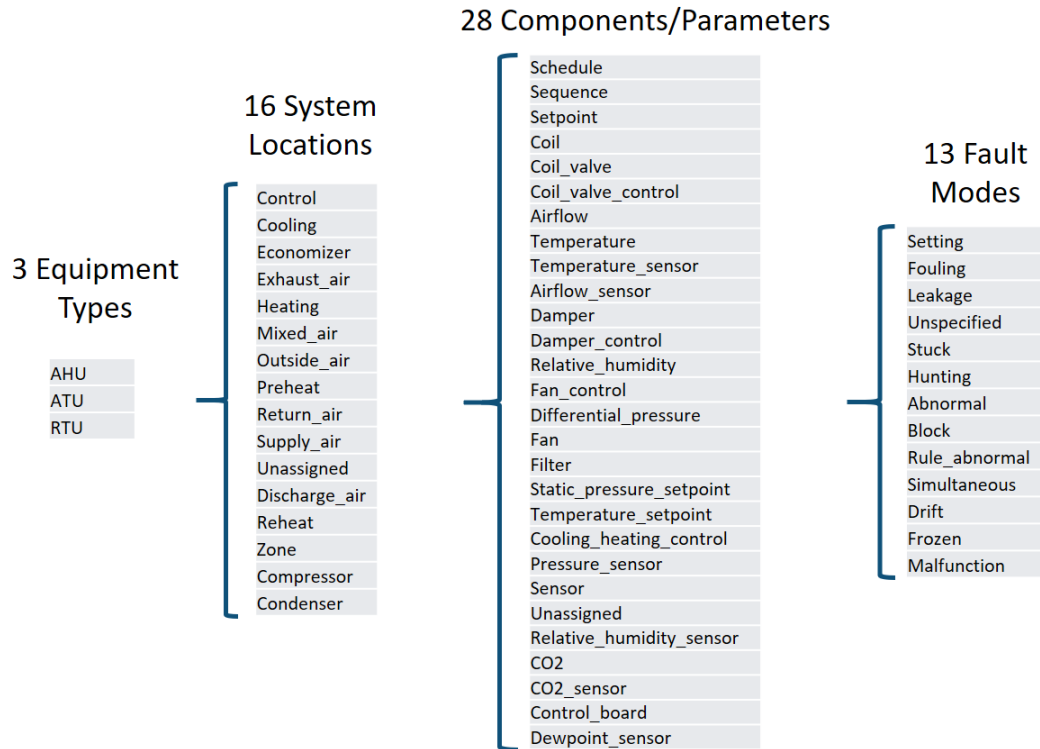 28 Components/Parameters
16 System
Locations
13 Fault
Modes
3 Equipment
Types
AHU
ATU
RTU
Control
Cooling
Economizer
Exhaust_air
Heating
Mixed_air
Outside_air
Preheat
Return_air
Supply_air
Unassigned
Discharge_air
Reheat
Zone
Compressor
Condenser
Schedule
Sequence
Setpoint
Coil
Coil_valve
Coil_valve_control
Airflow
Temperature
Temperature_sensor
Airflow_sensor
Damper
Damper_control
Relative_humidity
Fan_control
Differential_pressure
Fan
Filter
Static_pressure_setpoint
Temperature_setpoint
Cooling_heating_control
Pressure_sensor
Sensor
Unassigned
Relative_humidity_sensor
CO2
CO2_sensor
Control_board
Dewpoint_sensor
Setting
Fouling
Leakage
Unspecified
Stuck
Hunting
Abnormal
Block
Rule_abnormal
Simultaneous
Drift
Frozen
Malfunction